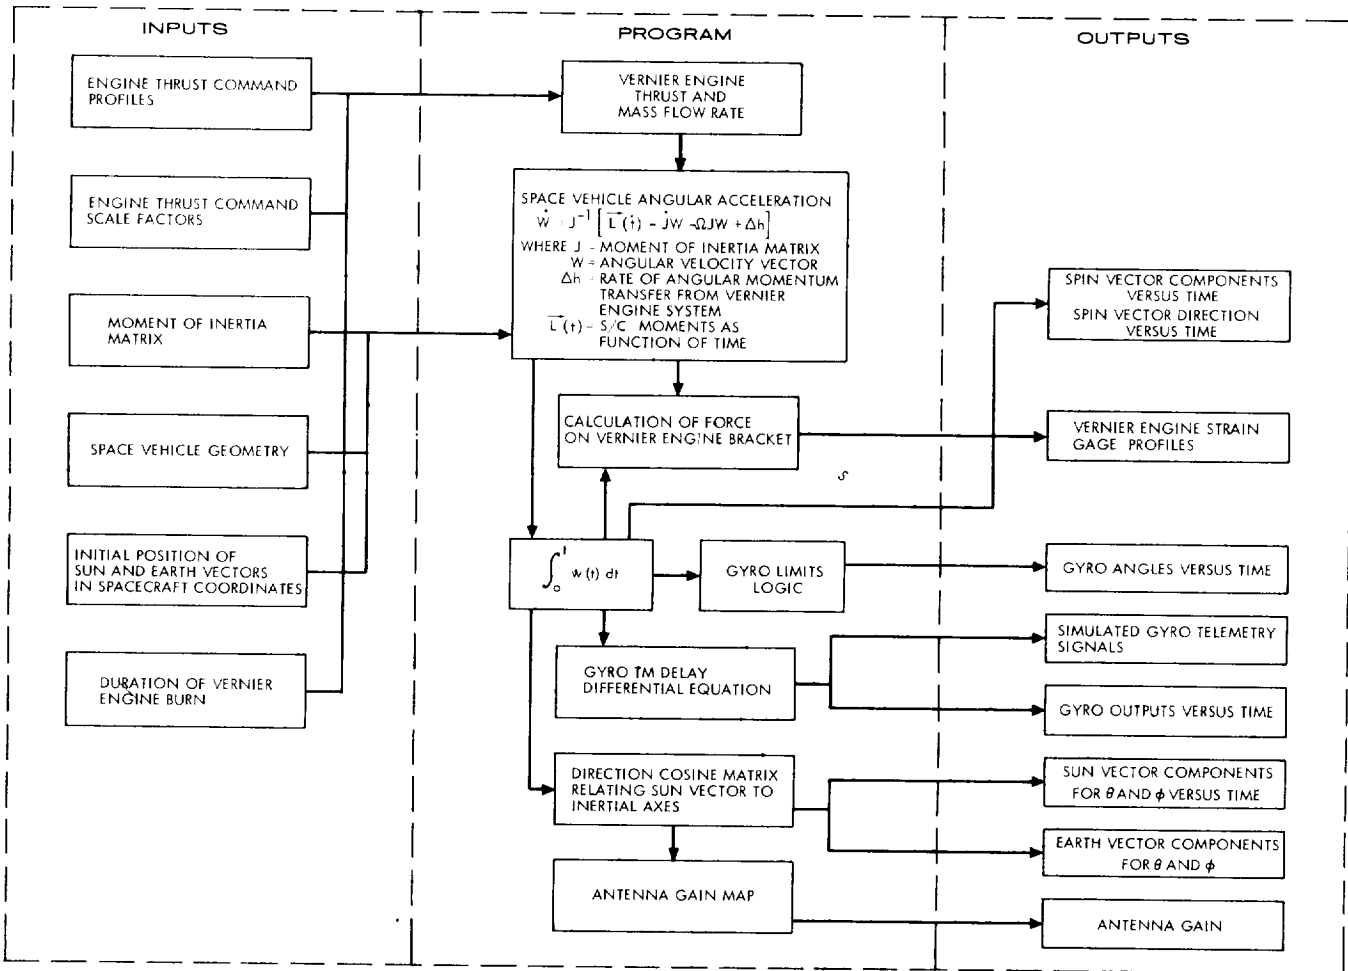 INPUTS
ENGINE THRUST COMMAND
PROFILES
ENGINE THRUST COMMAND
SCALE FACTORS
MOMENT OF INERTIA
MATRIX
SPACE VEHICLE GEOMETRY
INITIAL POSITION OF
SUN AND EARTH VECTORS
IN SPACECRAFT COORDINATES
DURATION OF VERNIER
ENGINE BURN
PROGRAM
VERNIER ENGINE
THRUST AND
MASS FLOW RATE
SPACE VEHICLE ANGULAR ACCELERATION
Ẇ = J⁻¹ [L⃗(t) - J̇W - ΩJW + Δh]
WHERE J = MOMENT OF INERTIA MATRIX
W = ANGULAR VELOCITY VECTOR
Δh = RATE OF ANGULAR MOMENTUM
TRANSFER FROM VERNIER
ENGINE SYSTEM
L⃗(t) = S/C MOMENTS AS
FUNCTION OF TIME
CALCULATION OF FORCE
ON VERNIER ENGINE BRACKET
∫₀ᵗ w(t) dt
GYRO LIMITS
LOGIC
GYRO TM DELAY
DIFFERENTIAL EQUATION
DIRECTION COSINE MATRIX
RELATING SUN VECTOR TO
INERTIAL AXES
ANTENNA GAIN MAP
OUTPUTS
SPIN VECTOR COMPONENTS
VERSUS TIME
SPIN VECTOR DIRECTION
VERSUS TIME
VERNIER ENGINE STRAIN
GAGE PROFILES
GYRO ANGLES VERSUS TIME
SIMULATED GYRO TELEMETRY
SIGNALS
GYRO OUTPUTS VERSUS TIME
SUN VECTOR COMPONENTS
FOR θ AND ϕ VERSUS TIME
EARTH VECTOR COMPONENTS
FOR θ AND ϕ
ANTENNA GAIN